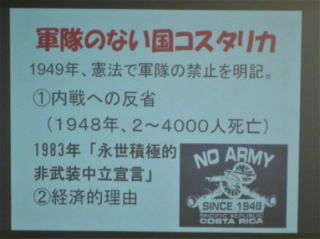 軍隊のない国コスタリカ
1949年、憲法で軍隊の禁止を明記。
①内戦への反省
（1948年、2～4000人死亡）
1983年「永世積極的
非武装中立宣言」
②経済的理由
NO ARMY
SINCE 1948
PACIFIC REPUBLIC
COSTA RICA